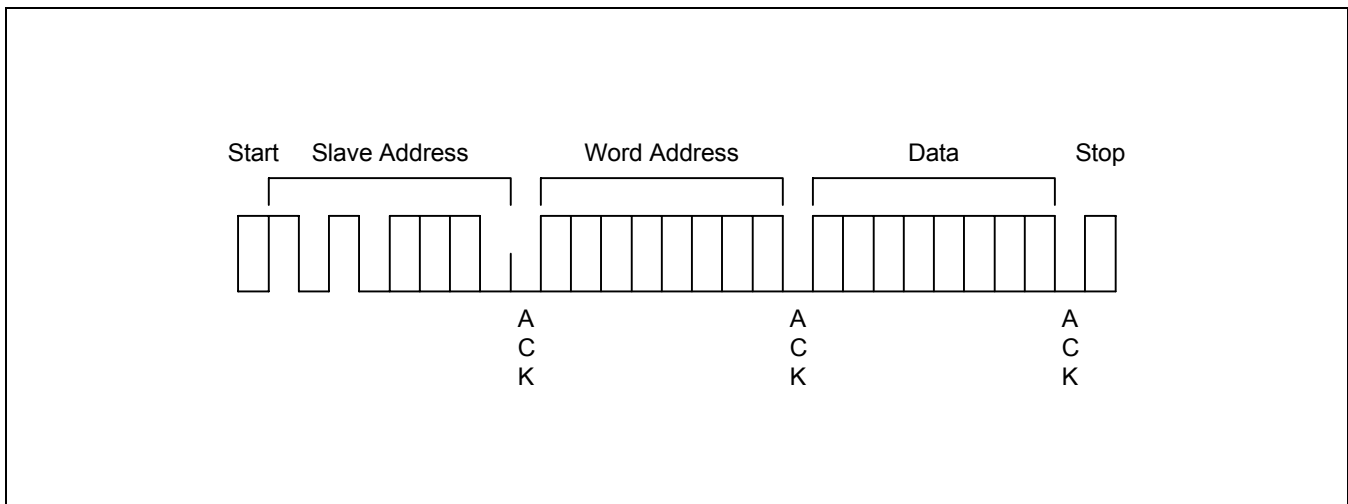 Start Slave Address Word Address Data Stop
A A A
C C C
K K K